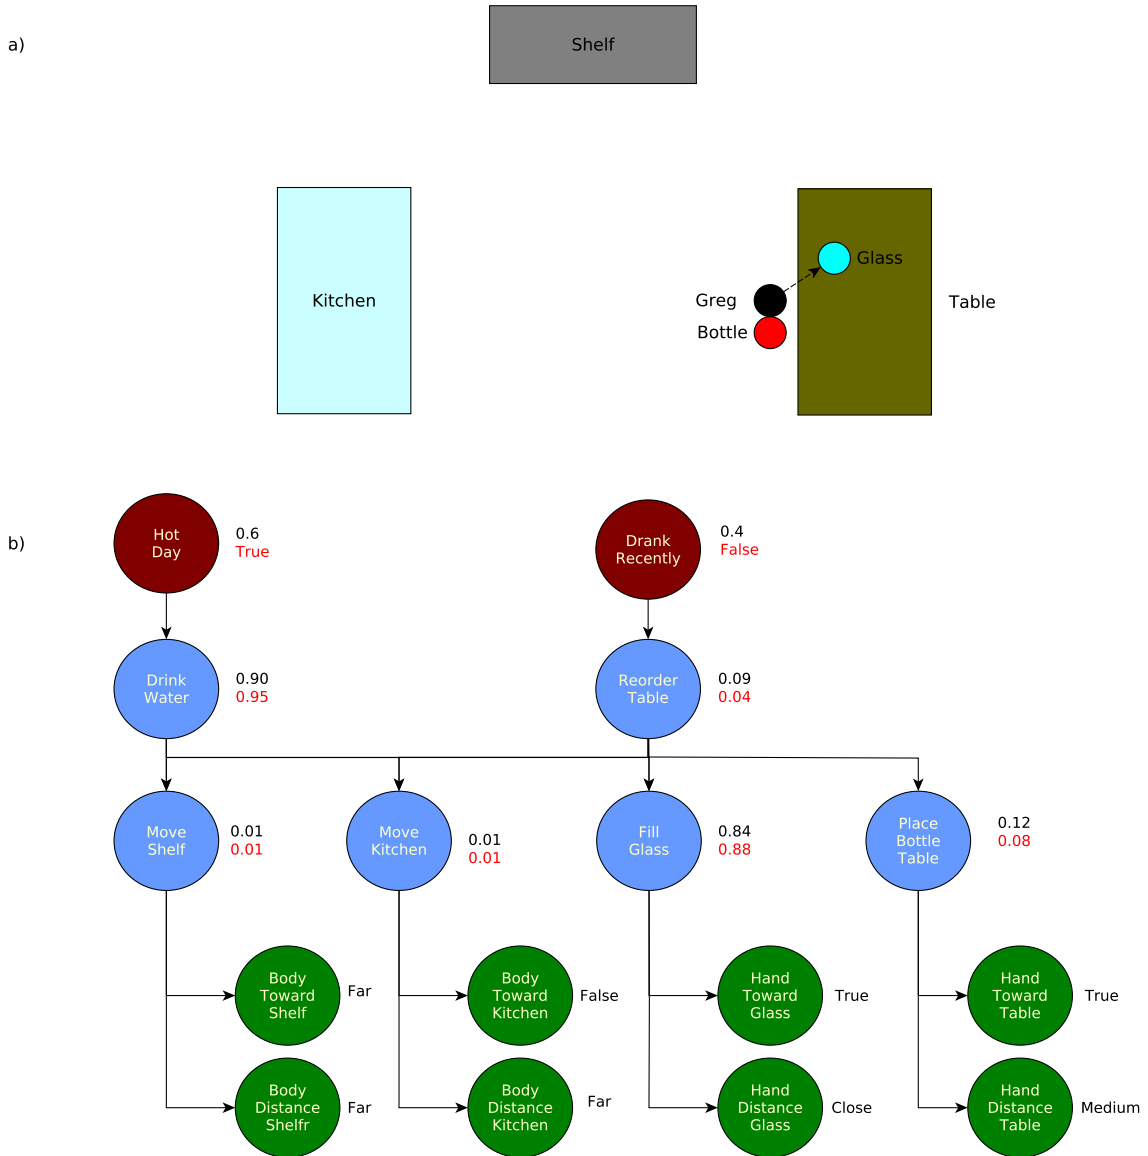 a)
Shelf
Kitchen
Glass
Greg
Bottle
Table
b)
Hot
Day
0.6
True
Drank
Recently
0.4
False
Drink
Water
0.90
0.95
Reorder
Table
0.09
0.04
Move
Shelf
0.01
0.01
Move
Kitchen
0.01
0.01
Fill
Glass
0.84
0.88
Place
Bottle
Table
0.12
0.08
Body
Toward
Shelf
Far
Body
Toward
Kitchen
False
Hand
Toward
Glass
True
Hand
Toward
Table
True
Body
Distance
Shelfr
Far
Body
Distance
Kitchen
Far
Hand
Distance
Glass
Close
Hand
Distance
Table
Medium